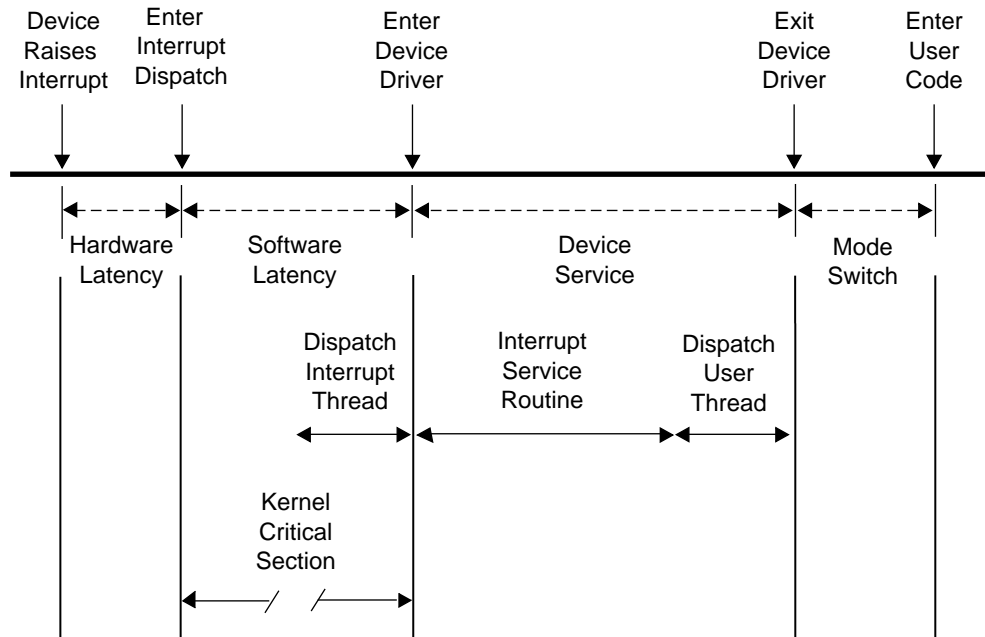 Device
Raises
Interrupt
Enter
Interrupt
Dispatch
Enter
Device
Driver
Exit
Device
Driver
Enter
User
Code
Hardware
Latency
Software
Latency
Device
Service
Mode
Switch
Dispatch
Interrupt
Thread
Interrupt
Service
Routine
Dispatch
User
Thread
Kernel
Critical
Section